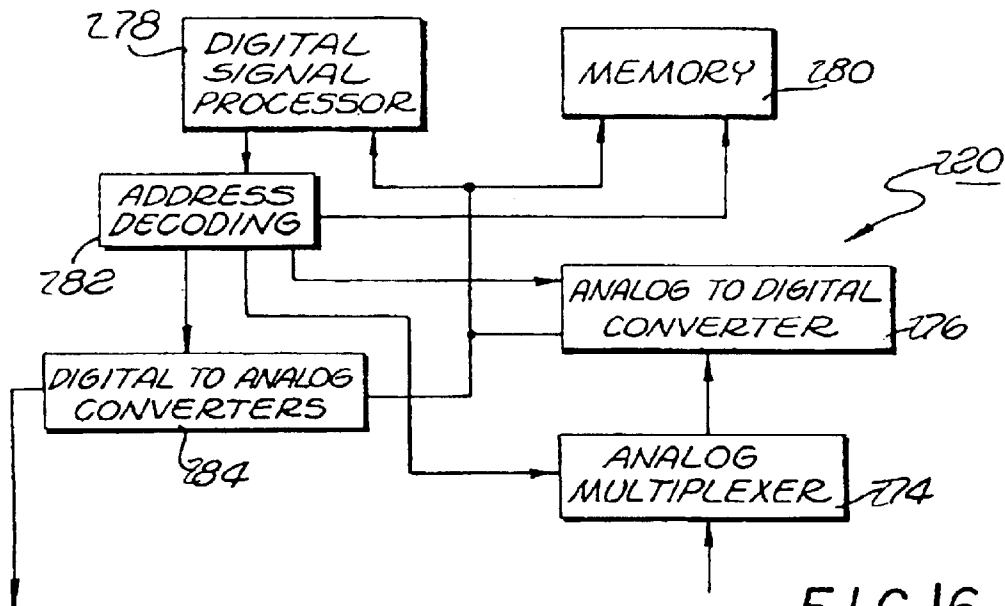 278
DIGITAL
SIGNAL
PROCESSOR
MEMORY
280
220
ADDRESS
DECODING
282
ANALOG TO DIGITAL
CONVERTER
276
DIGITAL TO ANALOG
CONVERTERS
284
ANALOG
MULTIPLEXER
274
FIG.16